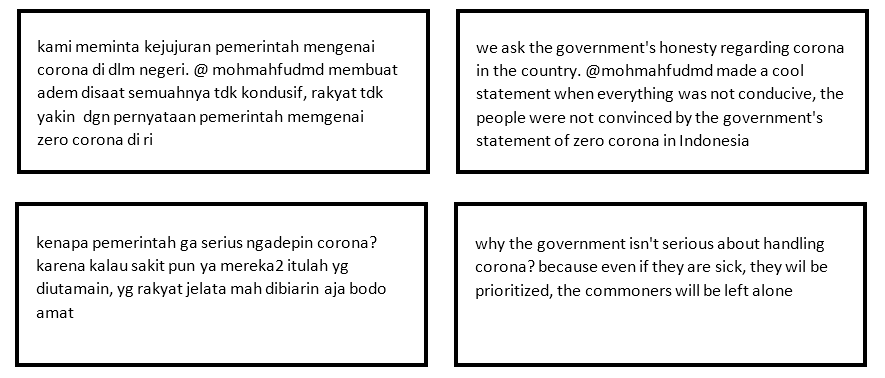 kami meminta kejujuran pemerintah mengenai
corona di dlm negeri. @ mohmahfudmd membuat
adem disaat semuahnya tdk kondusif, rakyat tdk
yakin  dgn pernyataan pemerintah memgenai
zero corona di ri
we ask the government's honesty regarding corona
in the country. @mohmahfudmd made a cool
statement when everything was not conducive, the
people were not convinced by the government's
statement of zero corona in Indonesia
kenapa pemerintah ga serius ngadepin corona?
karena kalau sakit pun ya mereka2 itulah yg
diutamain, yg rakyat jelata mah dibiarin aja bodo
amat
why the government isn't serious about handling
corona? because even if they are sick, they wil be
prioritized, the commoners will be left alone